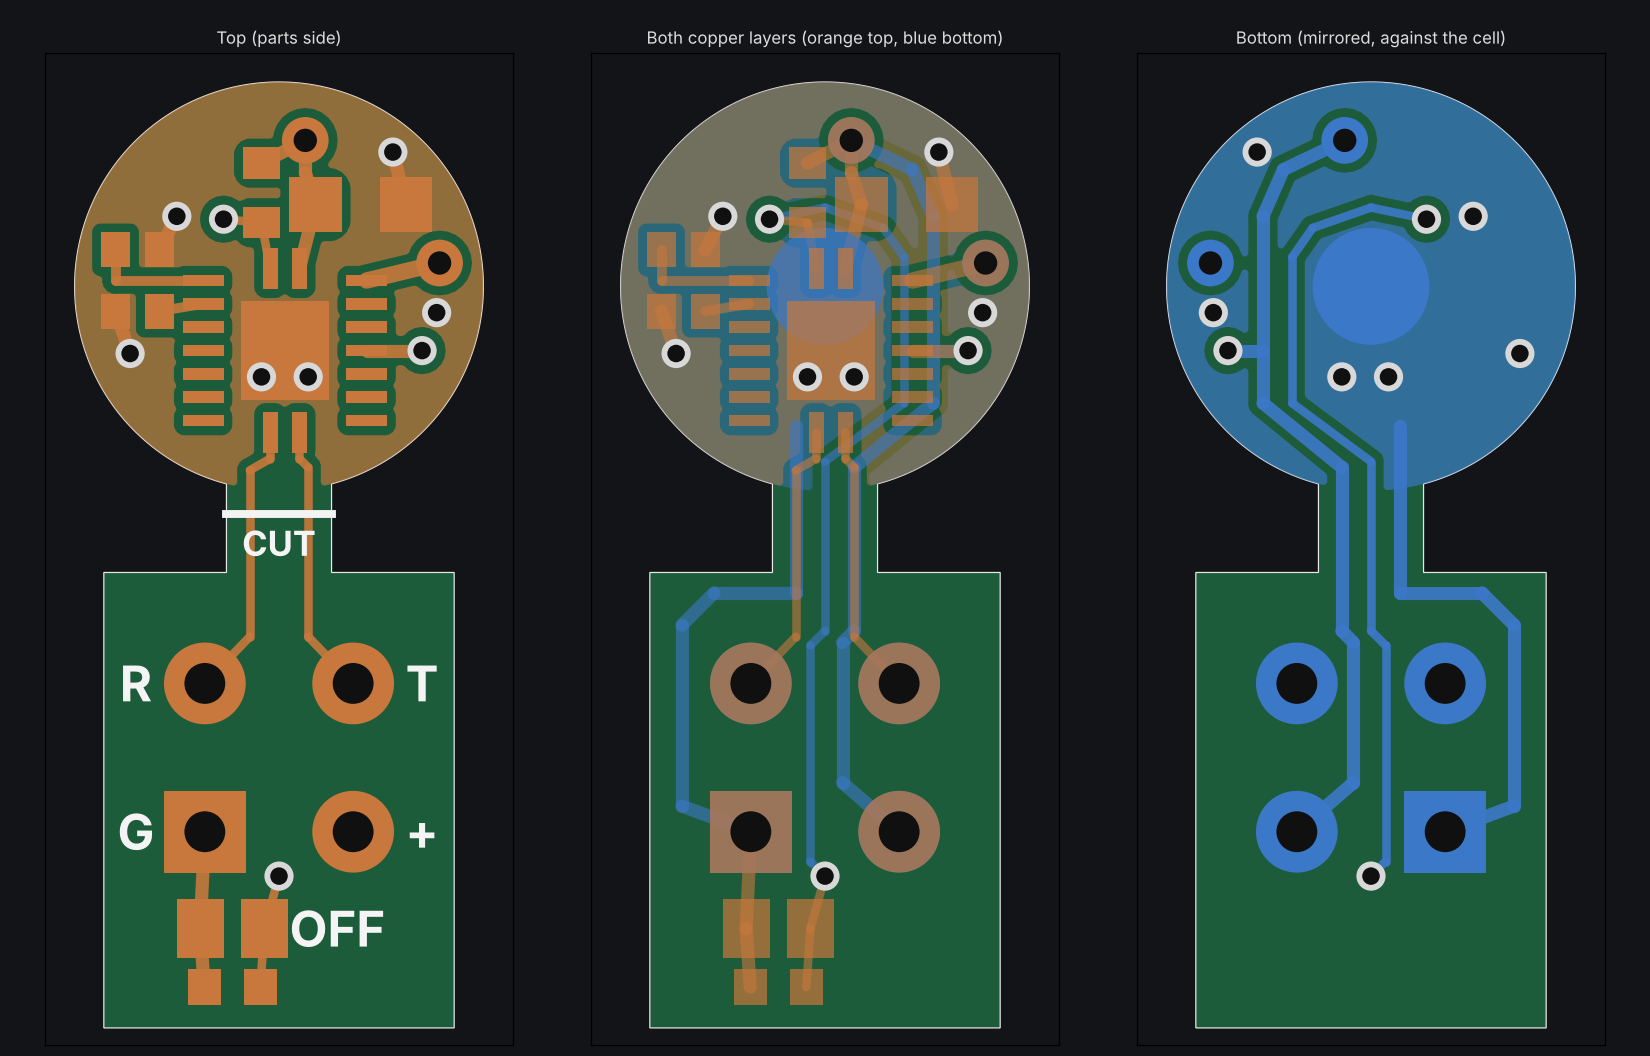 Top (parts side)
Both copper layers (orange top, blue bottom)
Bottom (mirrored, against the cell)
CUT
R
T
G
+
OFF